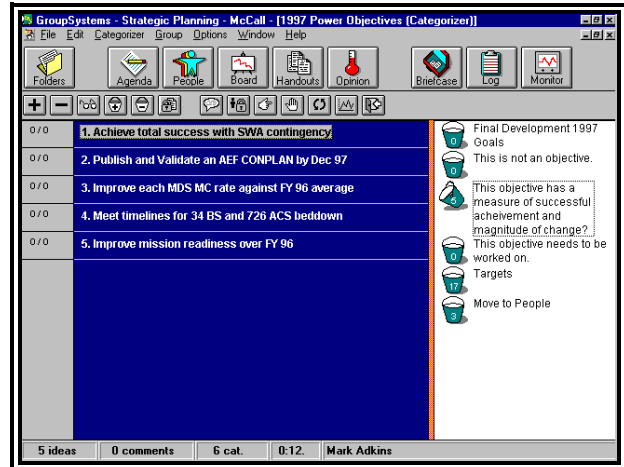 GroupSystems - Strategic Planning - McCall - [1997 Power Objectives (Categorizer)]
File Edit Categorizer Group Options Window Help
Folders Agenda People Board Handouts Opinion Briefcase Log Monitor
0/0 1. Achieve total success with SWA contingency
0/0 2. Publish and Validate an AEF CONPLAN by Dec 97
0/0 3. Improve each MDS MC rate against FY 96 average
0/0 4. Meet timelines for 34 BS and 726 ACS beddown
0/0 5. Improve mission readiness over FY 96
0 Final Development 1997
Goals
0 This is not an objective.
5 This objective has a
measure of successful
acheivement and
magnitude of change?
0 This objective needs to be
worked on.
17 Targets
3 Move to People
5 ideas 0 comments 6 cat. 0:12. Mark Adkins